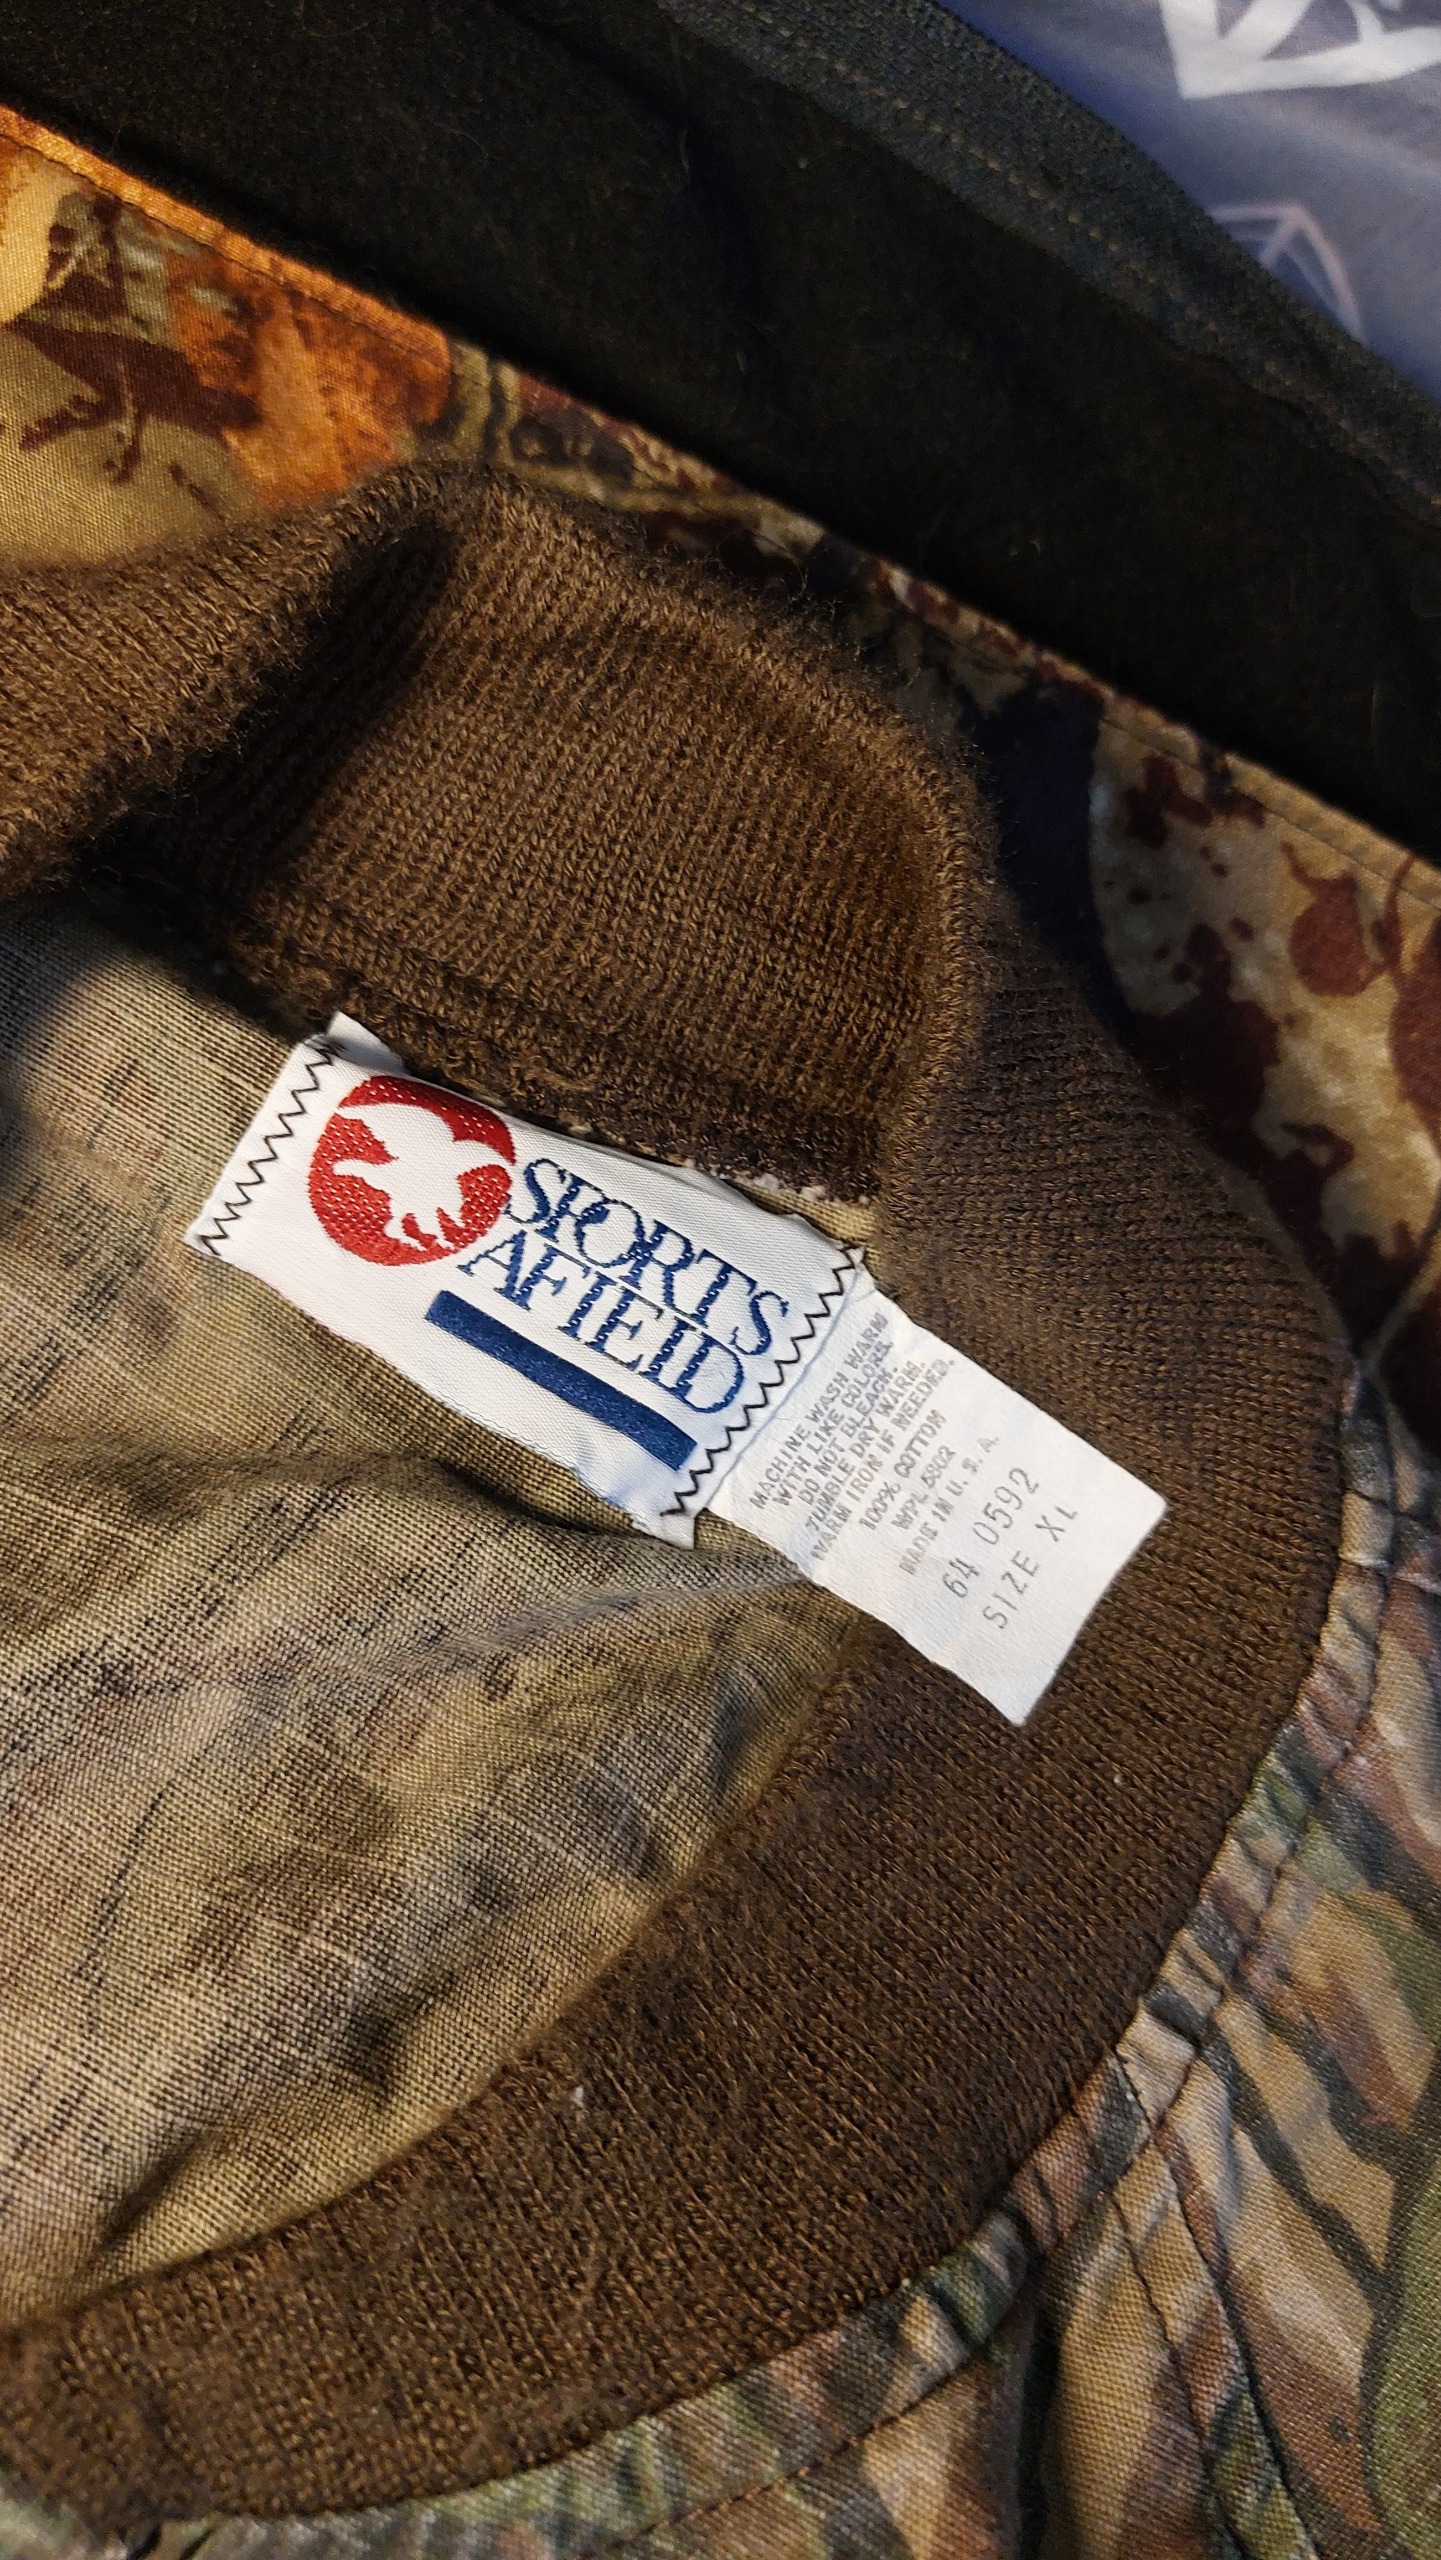 SPORTS
AFIELD
MACHINE WASH WARM
WITH LIKE COLORS.
DO NOT BLEACH.
TUMBLE DRY WARM.
WARM IRON IF NEEDED.
100% COTTON
WPL 5502
MADE IN U. S. A.
64 0592
SIZE XL